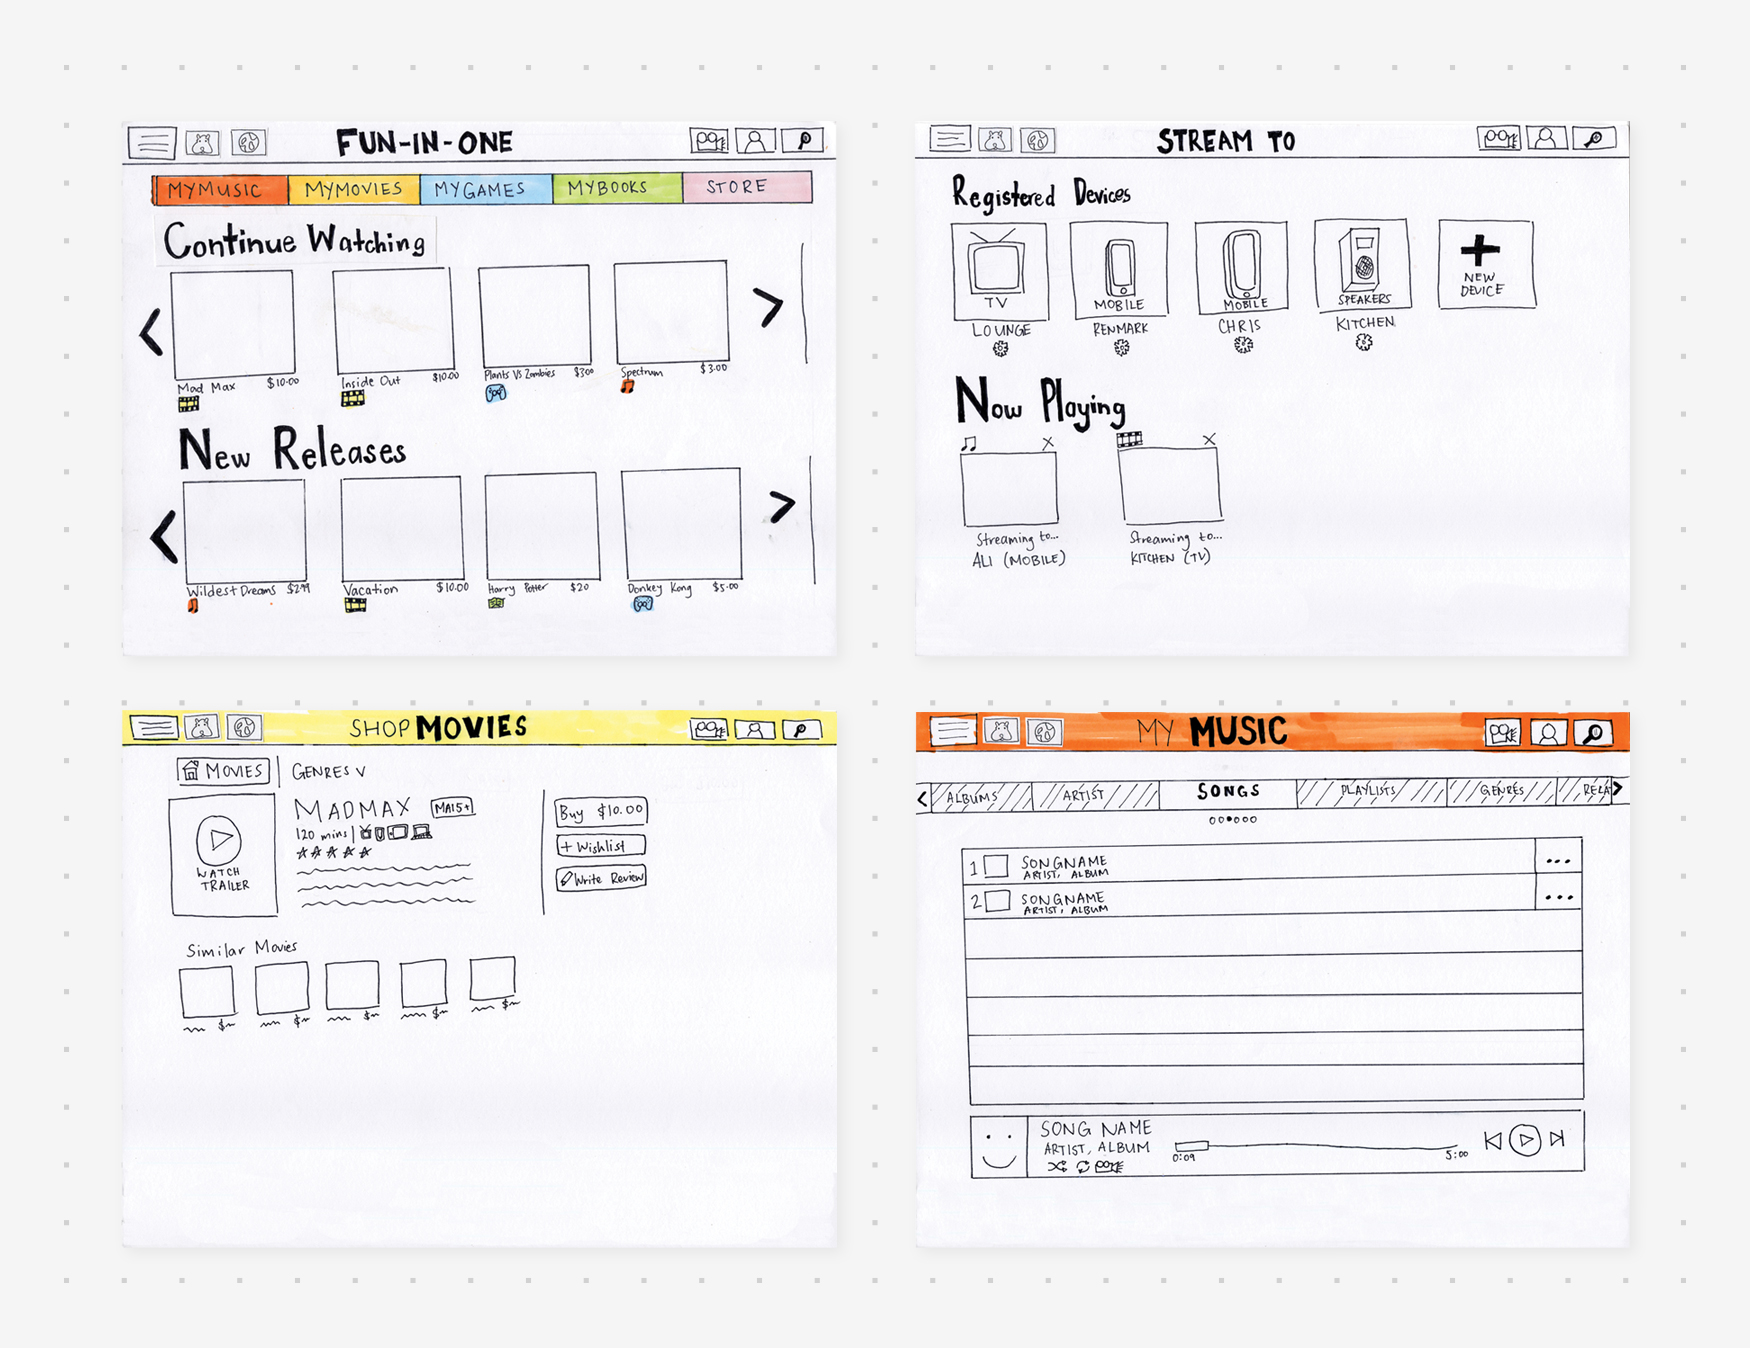 FUN-IN-ONE
MYMUSIC MYMOVIES MYGAMES MYBOOKS STORE
Continue Watching
Mad Max $10.00 Inside Out $10.00 Plants Vs Zombies $3.00 Spectrum $3.00
New Releases
Wildest Dreams $2.99 Vacation $10.00 Harry Potter $20 Donkey Kong $5.00
STREAM TO
Registered Devices
TV MOBILE MOBILE SPEAKERS NEW DEVICE
LOUNGE RENMARK CHRIS KITCHEN
Now Playing
X X
Streaming to... Streaming to...
ALI (MOBILE) KITCHEN (TV)
SHOP MOVIES
MOVIES GENRES V
MADMAX MA15+
120 mins |
WATCH
TRAILER
Buy $10.00
+ Wishlist
Write Review
Similar Movies
$ $ $ $ $
MY MUSIC
< ALBUMS ARTIST SONGS PLAYLISTS GENRES RELA >
1 SONGNAME ...
ARTIST, ALBUM
2 SONGNAME ...
ARTIST, ALBUM
SONG NAME
ARTIST, ALBUM
0:09 5:00